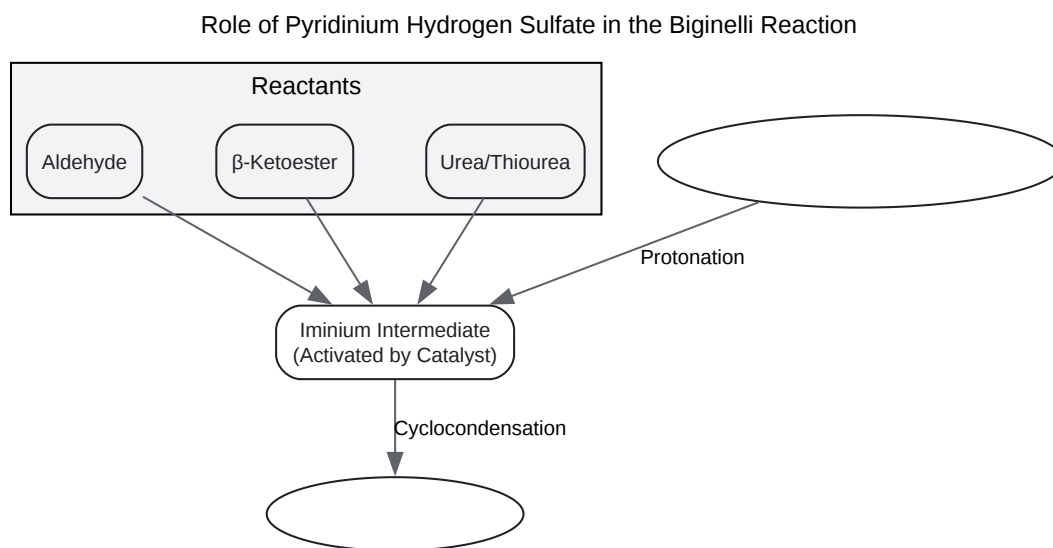 Role of Pyridinium Hydrogen Sulfate in the Biginelli Reaction
Reactants
Aldehyde
β-Ketoester
Urea/Thiourea
Protonation
Iminium Intermediate
(Activated by Catalyst)
Cyclocondensation